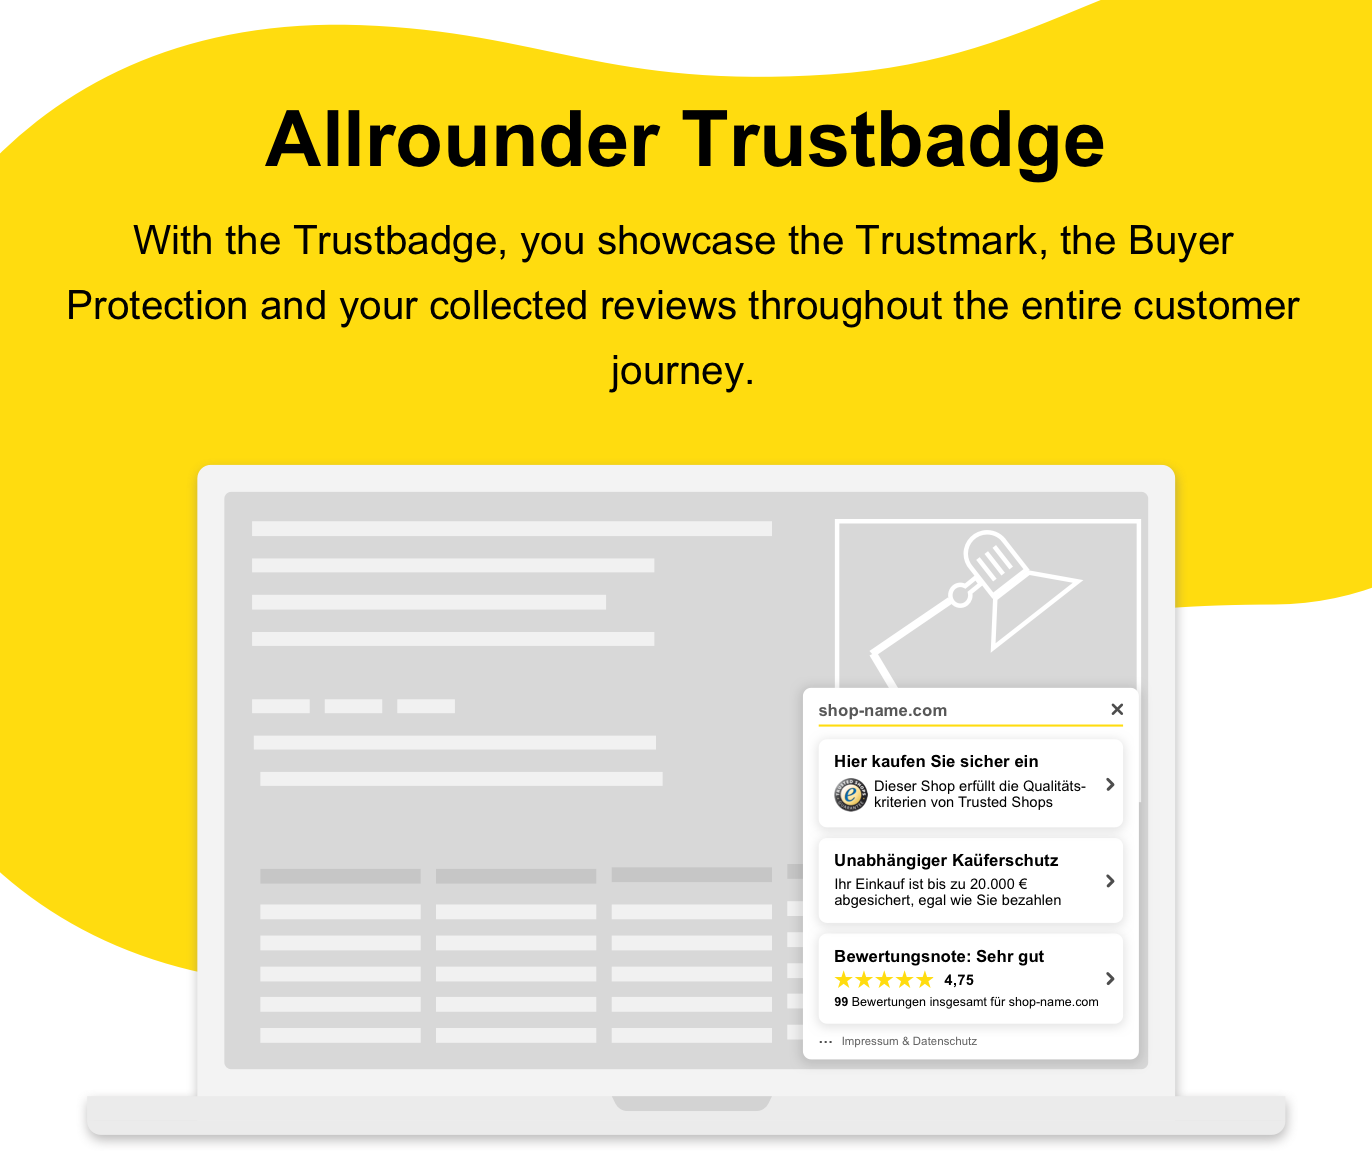 Allrounder Trustbadge
With the Trustbadge, you showcase the Trustmark, the Buyer
Protection and your collected reviews throughout the entire customer
journey.
shop-name.com
Hier kaufen Sie sicher ein
Dieser Shop erfüllt die Qualitäts-
kriterien von Trusted Shops
Unabhängiger Kaüferschutz
Ihr Einkauf ist bis zu 20.000 €
abgesichert, egal wie Sie bezahlen
Bewertungsnote: Sehr gut
4,75
99 Bewertungen insgesamt für shop-name.com
... Impressum & Datenschutz